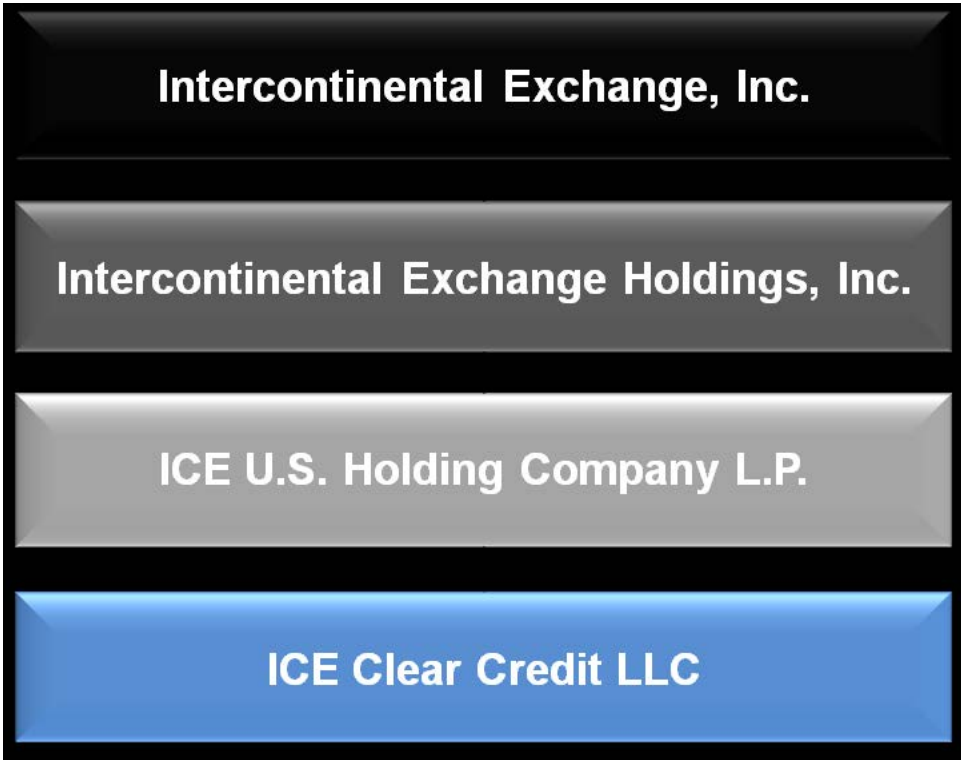 Intercontinental Exchange, Inc.
Intercontinental Exchange Holdings, Inc.
ICE U.S. Holding Company L.P.
ICE Clear Credit LLC